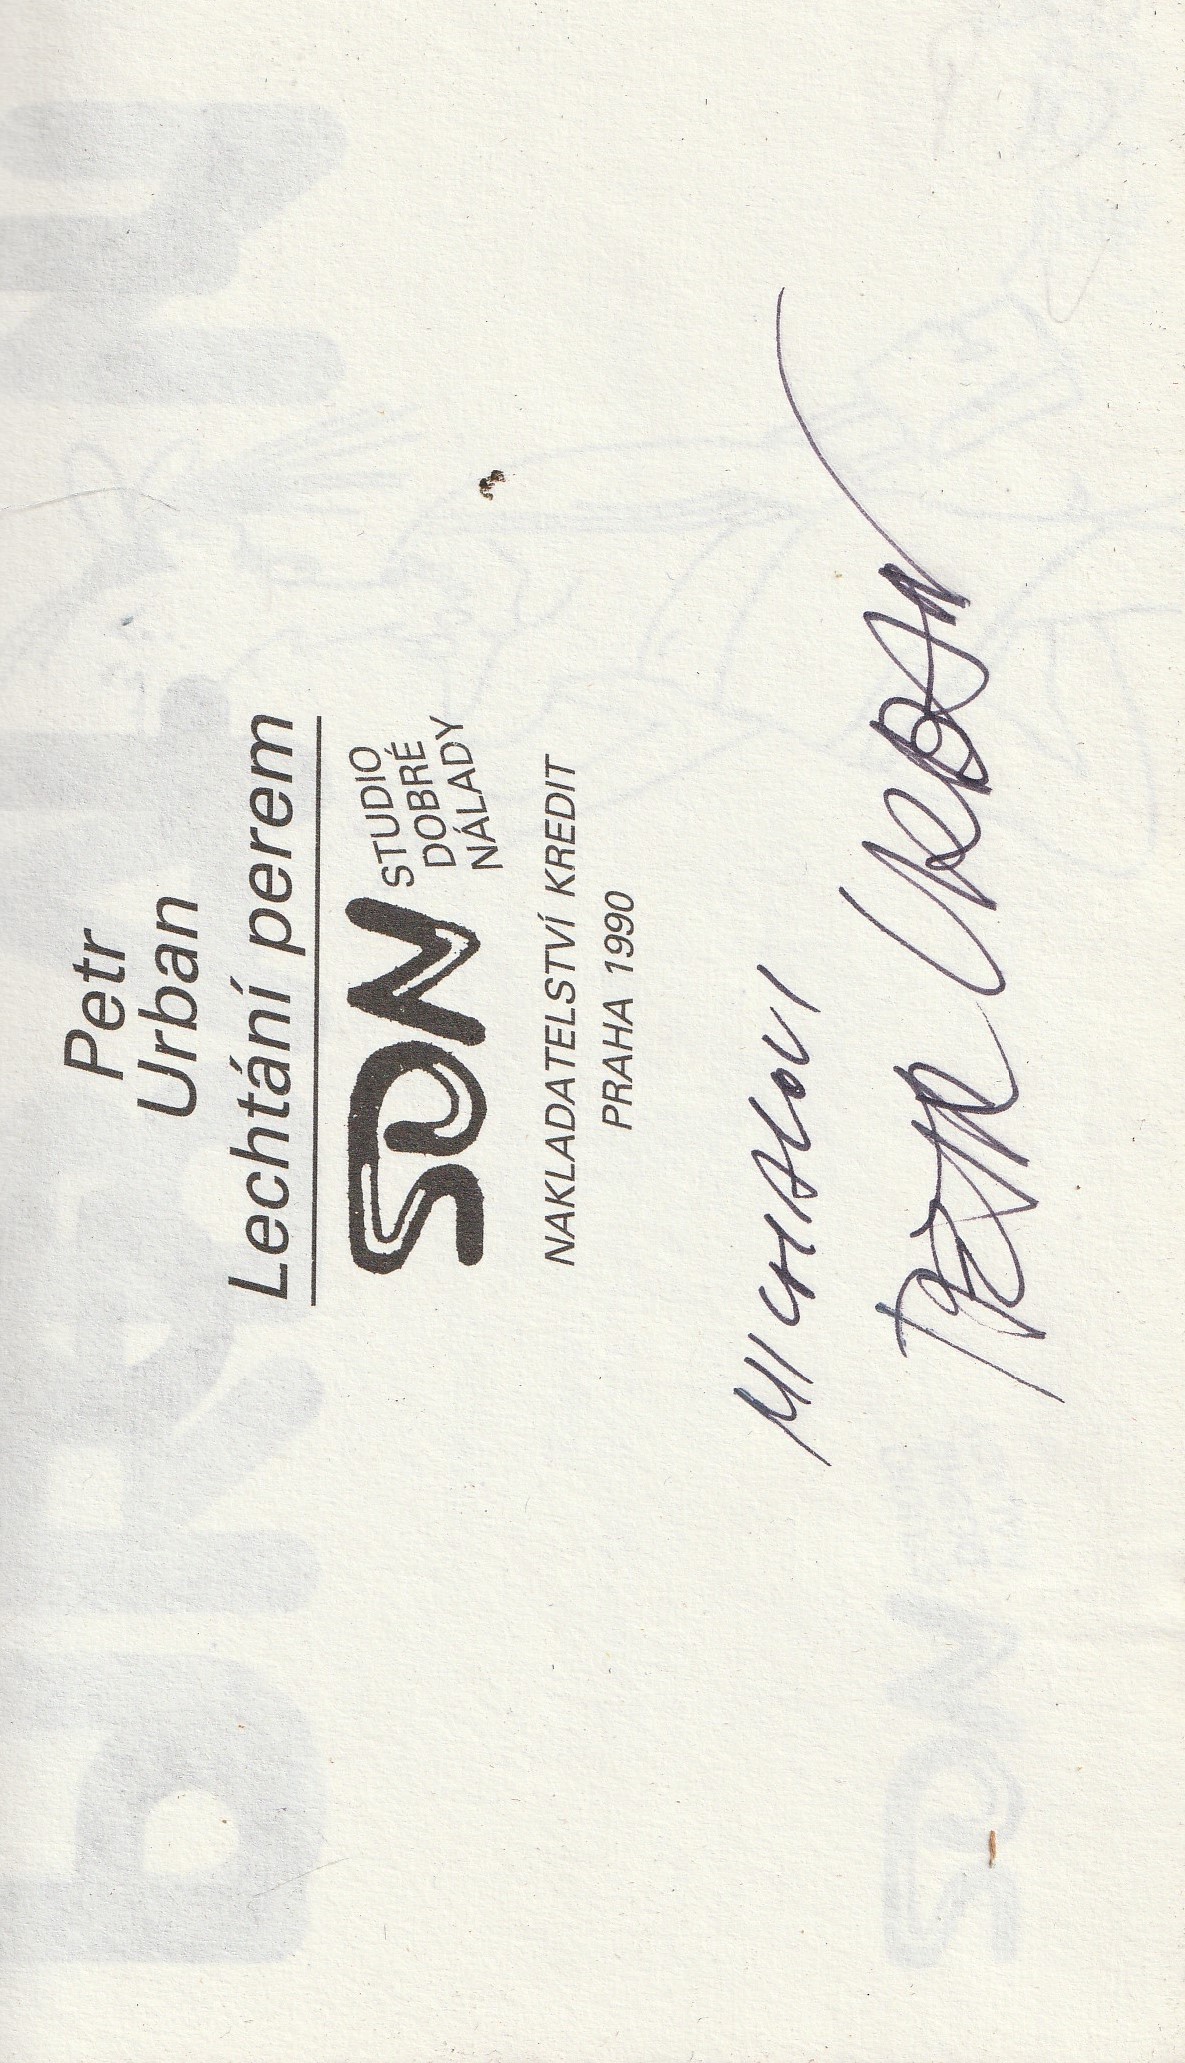 Petr
Urban
Lechtání perem
SDN
STUDIO
DOBRÉ
NÁLADY
NAKLADATELSTVÍ KREDIT
PRAHA 1990
MICHALOVI
PETR URBAN